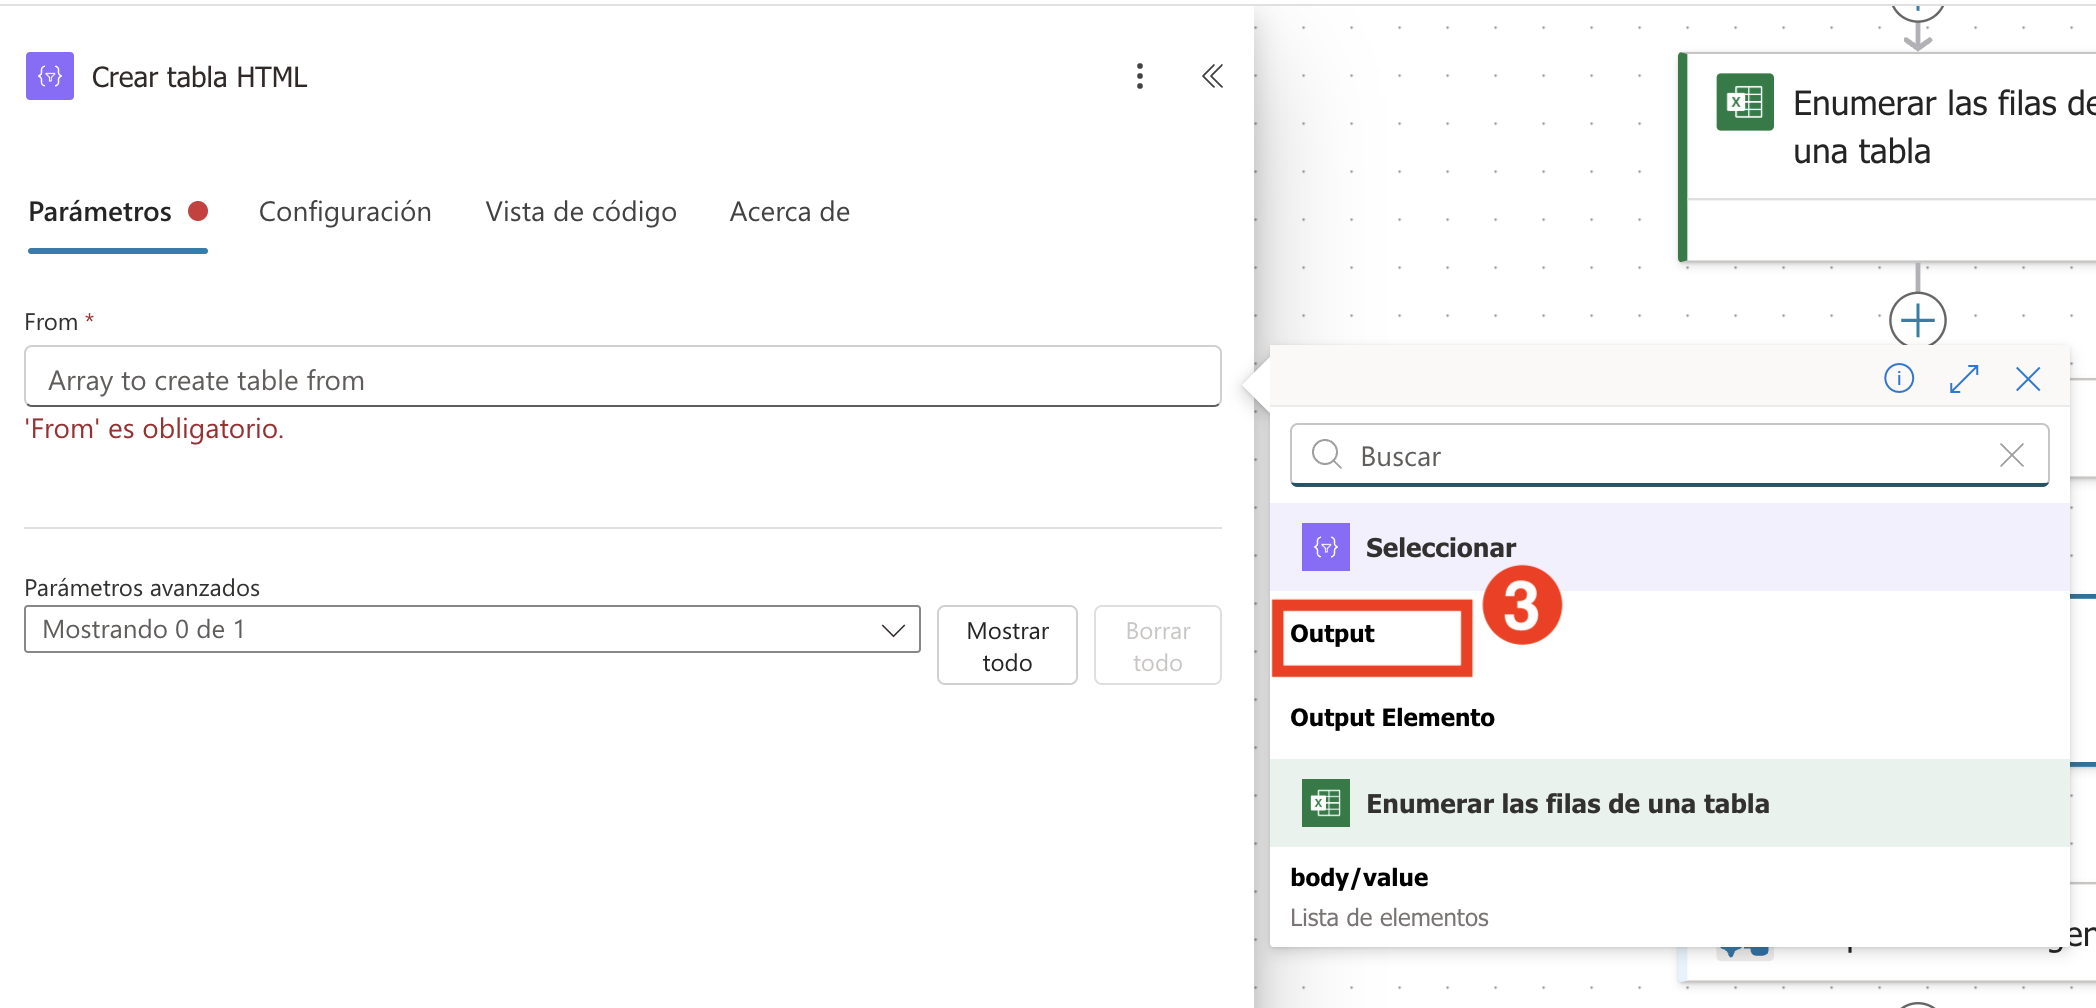 Crear tabla HTML
Parámetros
Configuración
Vista de código
Acerca de
From *
Array to create table from
'From' es obligatorio.
Parámetros avanzados
Mostrando 0 de 1
Mostrar
todo
Borrar
todo
Enumerar las filas de
una tabla
Buscar
Seleccionar
3
Output
Output Elemento
Enumerar las filas de una tabla
body/value
Lista de elementos